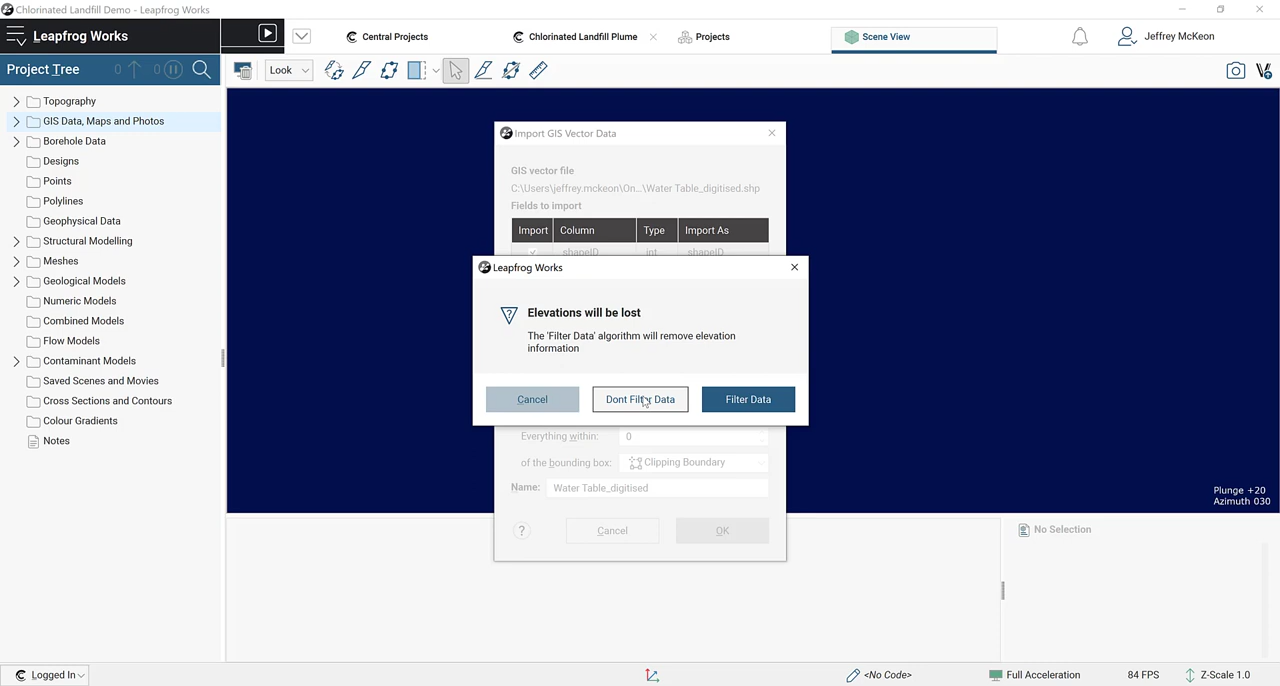 Chlorinated Landfill Demo - Leapfrog Works
Leapfrog Works
Central Projects
Chlorinated Landfill Plume
Projects
Scene View
Jeffrey McKeon
Project Tree
0
0
Look
Topography
GIS Data, Maps and Photos
Borehole Data
Designs
Points
Polylines
Geophysical Data
Structural Modelling
Meshes
Geological Models
Numeric Models
Combined Models
Flow Models
Contaminant Models
Saved Scenes and Movies
Cross Sections and Contours
Colour Gradients
Notes
Import GIS Vector Data
GIS vector file
C:\Users\jeffrey.mckeon\On...\Water Table_digitised.shp
Fields to import
Import Column Type Import As
shapeID int shapeID
Leapfrog Works
Elevations will be lost
The 'Filter Data' algorithm will remove elevation
information
Cancel
Dont Filter Data
Filter Data
Everything within: 0
of the bounding box: Clipping Boundary
Name: Water Table_digitised
?
Cancel
OK
Plunge +20
Azimuth 030
No Selection
Logged In
<No Code>
Full Acceleration
84 FPS
Z-Scale 1.0